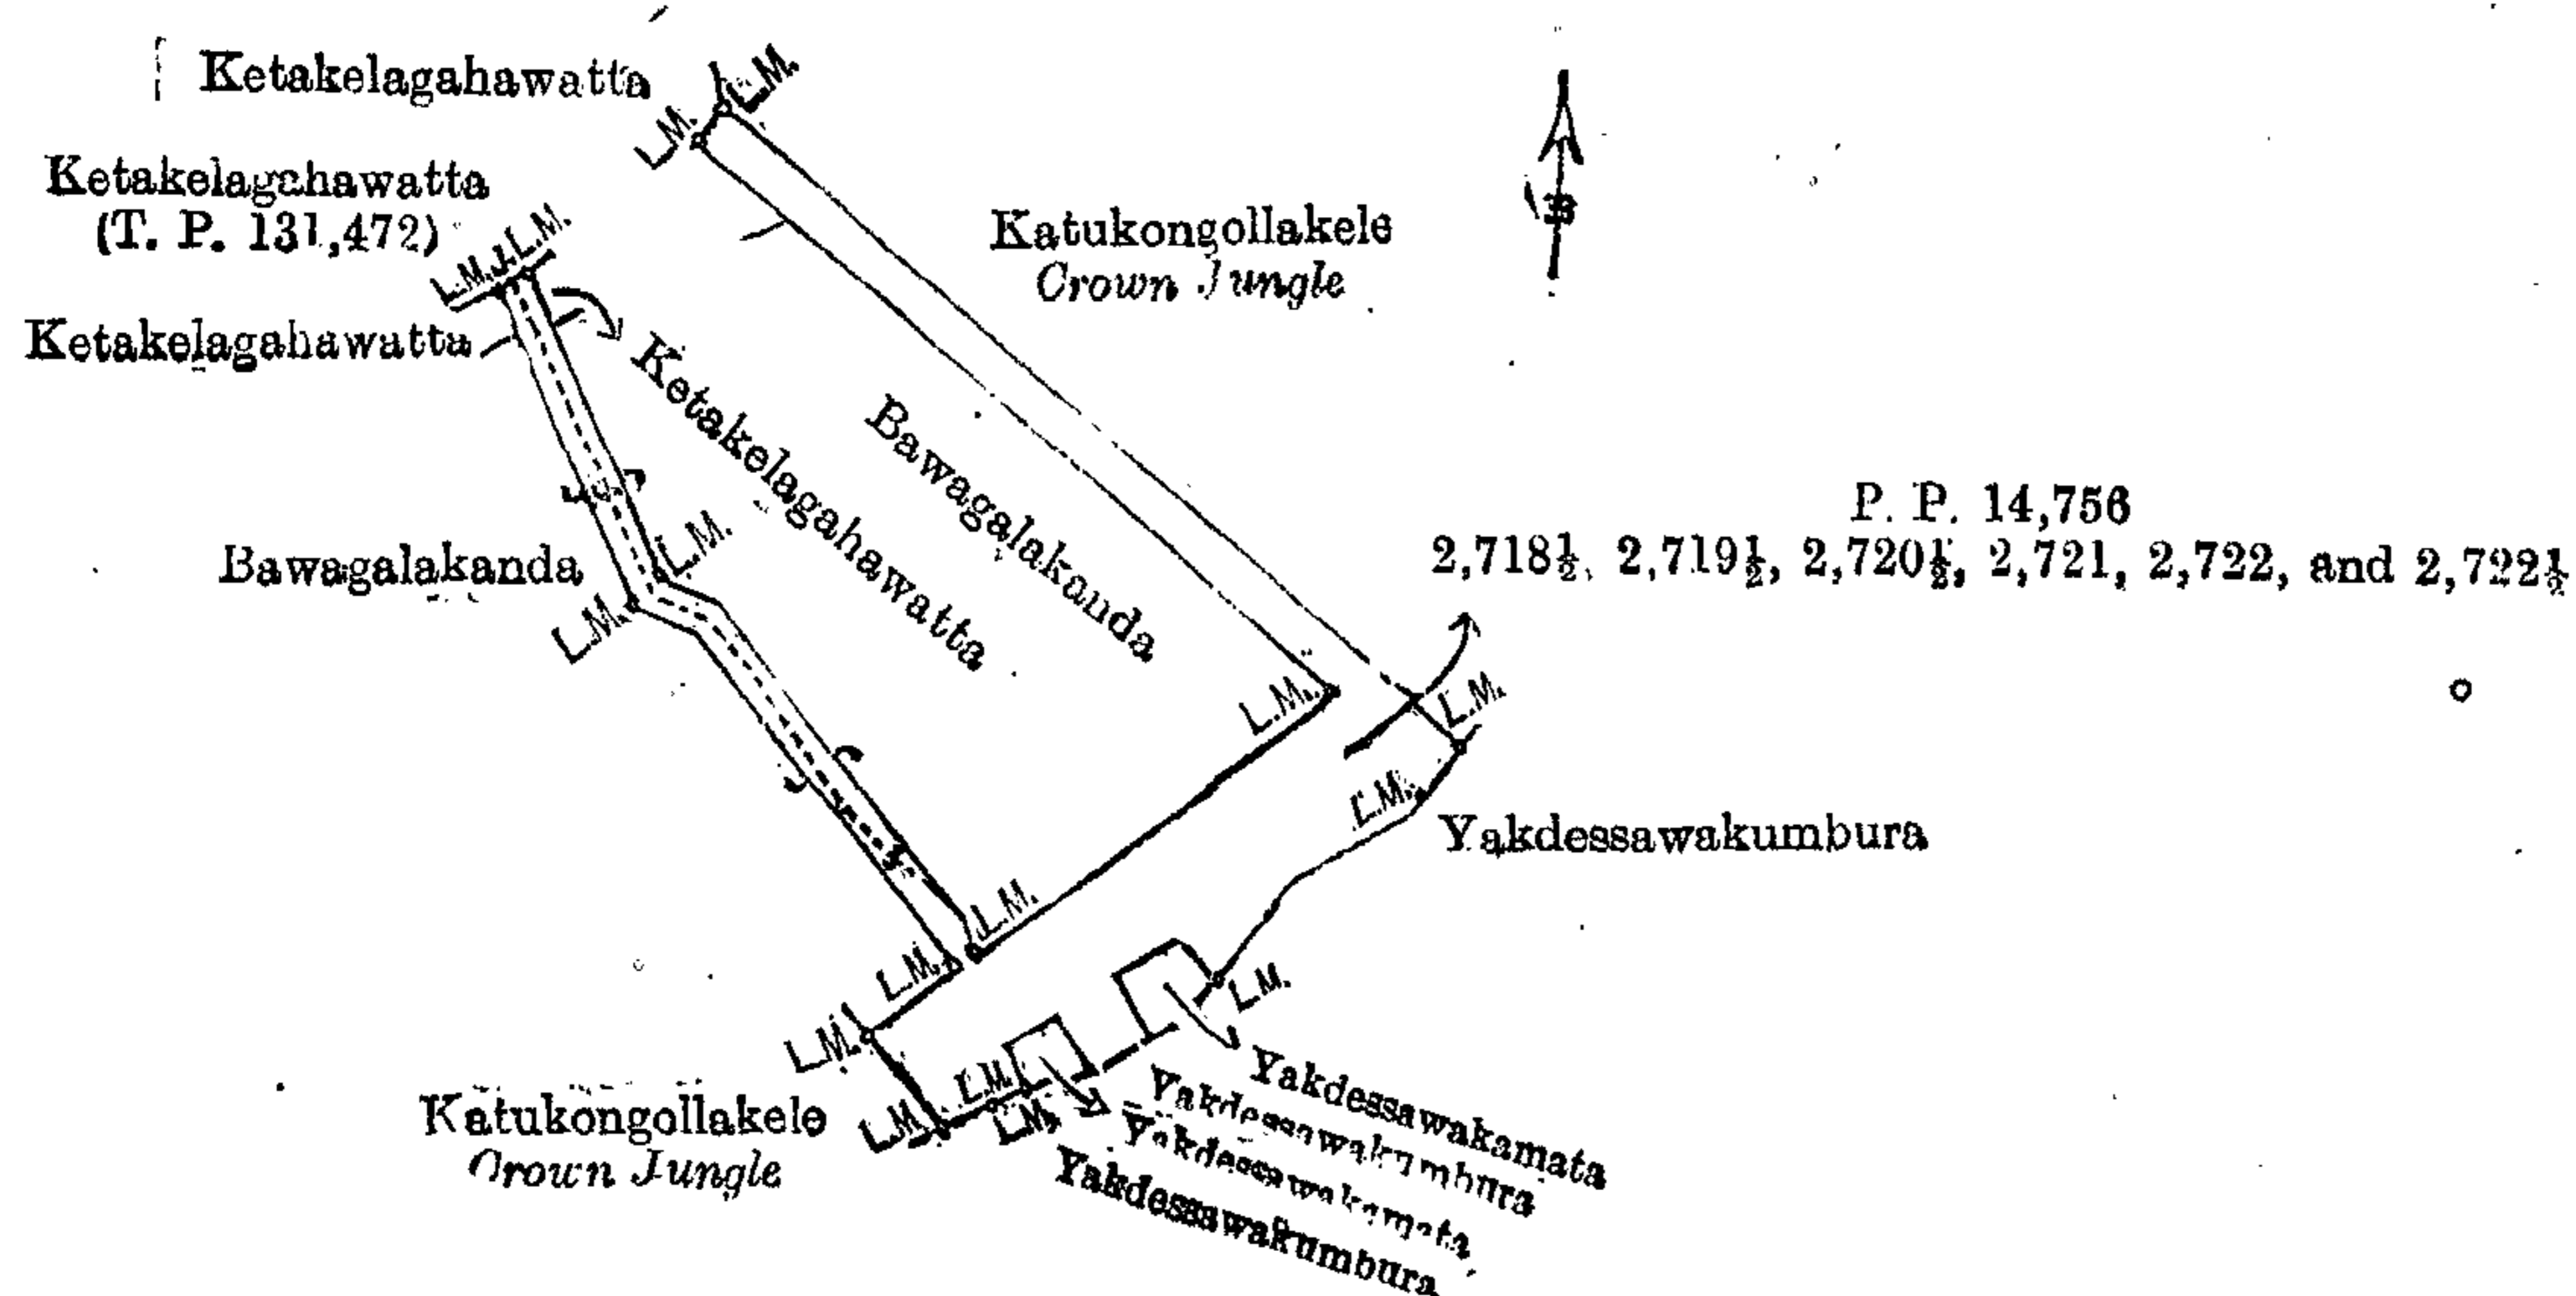 Ketakelagahawatta
L.M.
L.M.
Ketakelagahawatta
(T. P. 131,472)
L.M.
L.M.
Katukongollakele
Crown Jungle
Ketakelagahawatta
Ketakelagahawatta
Bawagalakanda
P. P. 14,756
2,718½, 2,719½, 2,720½, 2,721, 2,722, and 2,722½
L.M.
Bawagalakanda
L.M.
L.M.
L.M.
L.M.
Yakdessawakumbura
L.M.
L.M.
L.M.
L.M.
L.M.
L.M.
L.M.
Katukongollakele
Crown Jungle
Yakdessawakamata
Yakdessawakumbura
Yakdessawakamata
Yakdessawakumbura